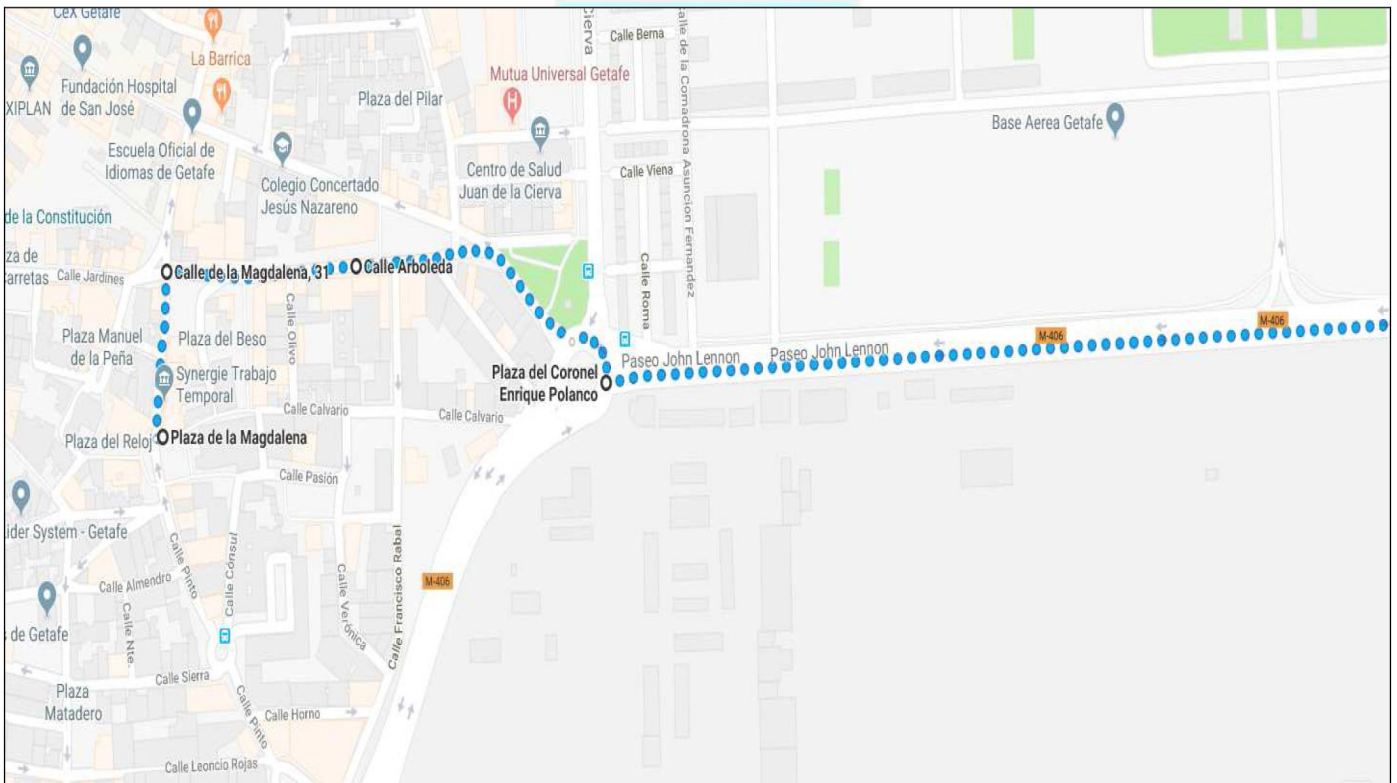 CeX Getafe
La Barrica
Fundación Hospital
de San José
XIPLAN
Escuela Oficial de
Idiomas de Getafe
Plaza del Pilar
Colegio Concertado
Jesús Nazareno
Mutua Universal Getafe
Centro de Salud
Juan de la Cierva
Cierva
Calle Berna
Calle Viena
Calle Roma
Calle de la Comadrona Asuncion Fernandez
Base Aerea Getafe
de la Constitución
za de
Carretas
Calle Jardines
Calle de la Magdalena, 31
Calle Arboleda
Plaza Manuel
de la Peña
Plaza del Beso
Calle Olivo
Synergie Trabajo
Temporal
Plaza del Reloj
Plaza de la Magdalena
Calle Calvario
Calle Calvario
Plaza del Coronel
Enrique Polanco
Paseo John Lennon
Paseo John Lennon
M-406
M-406
Calle Pasión
ider System - Getafe
Calle Pinto
Calle Cónsul
Calle Almendro
Calle Nte.
Calle Verónica
Calle Francisco Rabal
M-406
s de Getafe
Calle Sierra
Plaza
Matadero
Calle Pinto
Calle Horno
Calle Leoncio Rojas